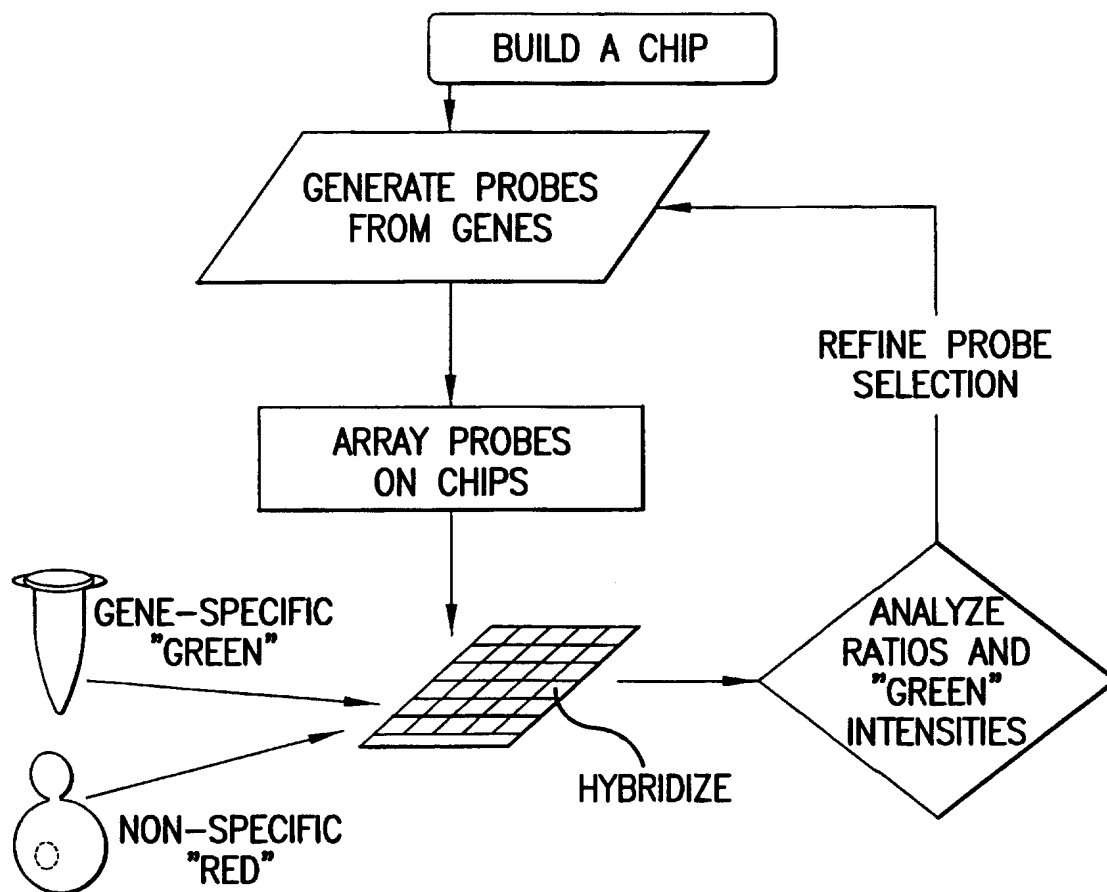 BUILD A CHIP
GENERATE PROBES
FROM GENES
REFINE PROBE
SELECTION
ARRAY PROBES
ON CHIPS
GENE-SPECIFIC
"GREEN"
ANALYZE
RATIOS AND
"GREEN"
INTENSITIES
HYBRIDIZE
NON-SPECIFIC
"RED"